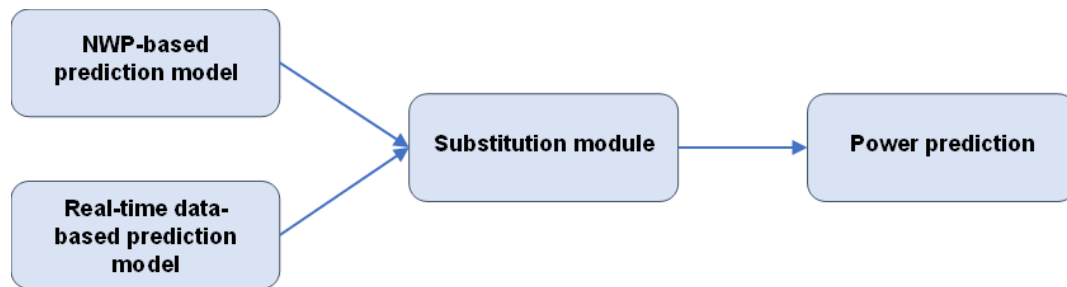 NWP-based
prediction model
Real-time data-
based prediction
model
Substitution module
Power prediction